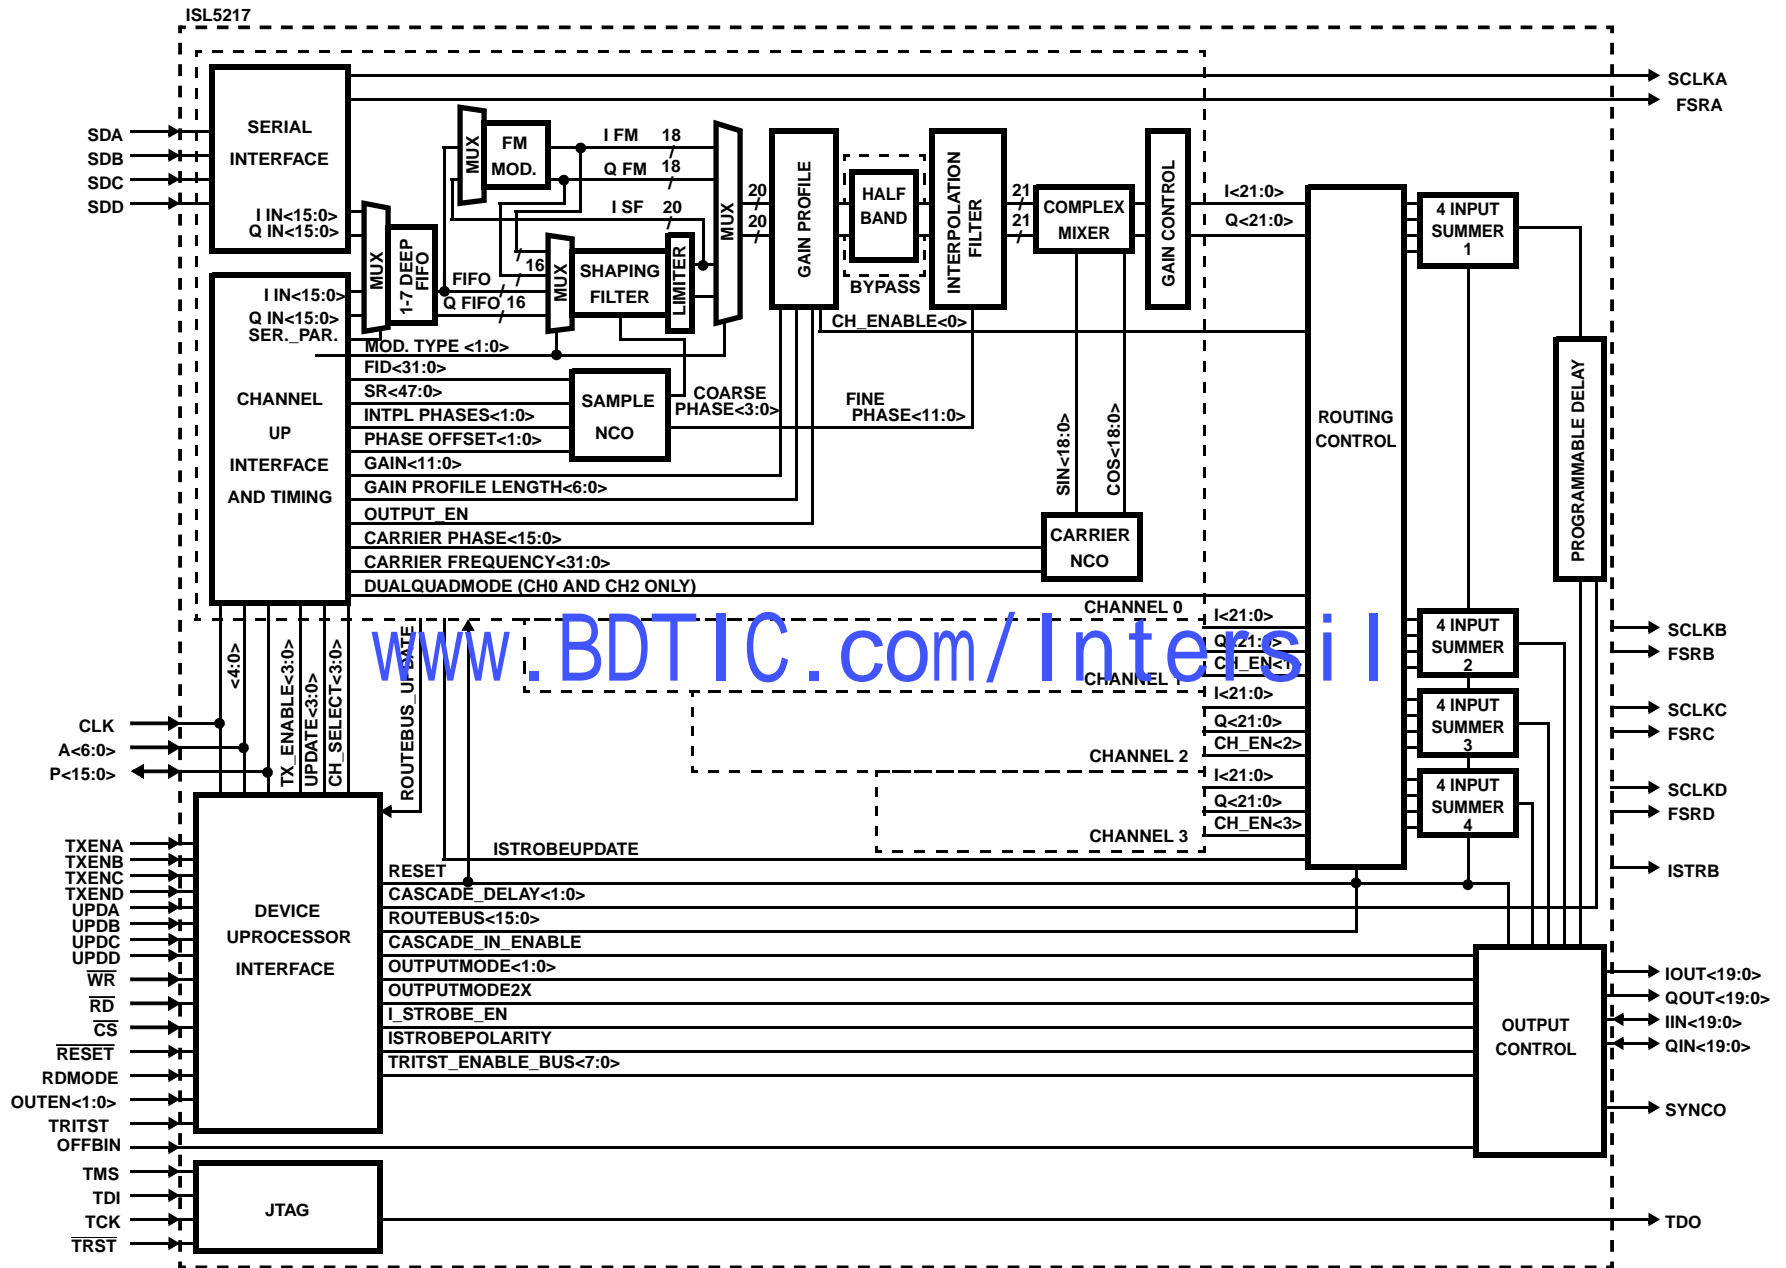 ISL5217
SCLKA
FSRA
SDA
SDB
SDC
SDD
SERIAL
INTERFACE
I IN<15:0>
Q IN<15:0>
MUX
1-7 DEEP
FIFO
MUX
FM
MOD.
I FM
18
Q FM
18
I SF
20
16
FIFO
Q FIFO
16
MUX
SHAPING
FILTER
LIMITER
MUX
20
20
GAIN PROFILE
HALF
BAND
BYPASS
INTERPOLATION
FILTER
21
21
COMPLEX
MIXER
GAIN CONTROL
I<21:0>
Q<21:0>
4 INPUT
SUMMER
1
I IN<15:0>
Q IN<15:0>
SER._PAR.
CHANNEL
UP
INTERFACE
AND TIMING
MOD. TYPE <1:0>
FID<31:0>
SR<47:0>
INTPL PHASES<1:0>
PHASE OFFSET<1:0>
GAIN<11:0>
GAIN PROFILE LENGTH<6:0>
OUTPUT_EN
CARRIER PHASE<15:0>
CARRIER FREQUENCY<31:0>
DUALQUADMODE (CH0 AND CH2 ONLY)
SAMPLE
NCO
COARSE
PHASE<3:0>
CH_ENABLE<0>
FINE
PHASE<11:0>
SIN<18:0>
COS<18:0>
CARRIER
NCO
ROUTING
CONTROL
PROGRAMMABLE DELAY
CHANNEL 0
www.BDTIC.com/Intersil
I<21:0>
Q<21:0>
CH_EN<1>
CHANNEL 1
4 INPUT
SUMMER
2
SCLKB
FSRB
<4:0>
TX_ENABLE<3:0>
UPDATE<3:0>
CH_SELECT<3:0>
ROUTEBUS_UPDATE
CLK
A<6:0>
P<15:0>
I<21:0>
Q<21:0>
CH_EN<2>
CHANNEL 2
4 INPUT
SUMMER
3
SCLKC
FSRC
I<21:0>
Q<21:0>
CH_EN<3>
CHANNEL 3
4 INPUT
SUMMER
4
SCLKD
FSRD
ISTRB
TXENA
TXENB
TXENC
TXEND
UPDA
UPDB
UPDC
UPDD
WR
RD
CS
RESET
RDMODE
OUTEN<1:0>
TRITST
OFFBIN
DEVICE
UPROCESSOR
INTERFACE
ISTROBEUPDATE
RESET
CASCADE_DELAY<1:0>
ROUTEBUS<15:0>
CASCADE_IN_ENABLE
OUTPUTMODE<1:0>
OUTPUTMODE2X
I_STROBE_EN
ISTROBEPOLARITY
TRITST_ENABLE_BUS<7:0>
OUTPUT
CONTROL
IOUT<19:0>
QOUT<19:0>
IIN<19:0>
QIN<19:0>
SYNCO
TMS
TDI
TCK
TRST
JTAG
TDO